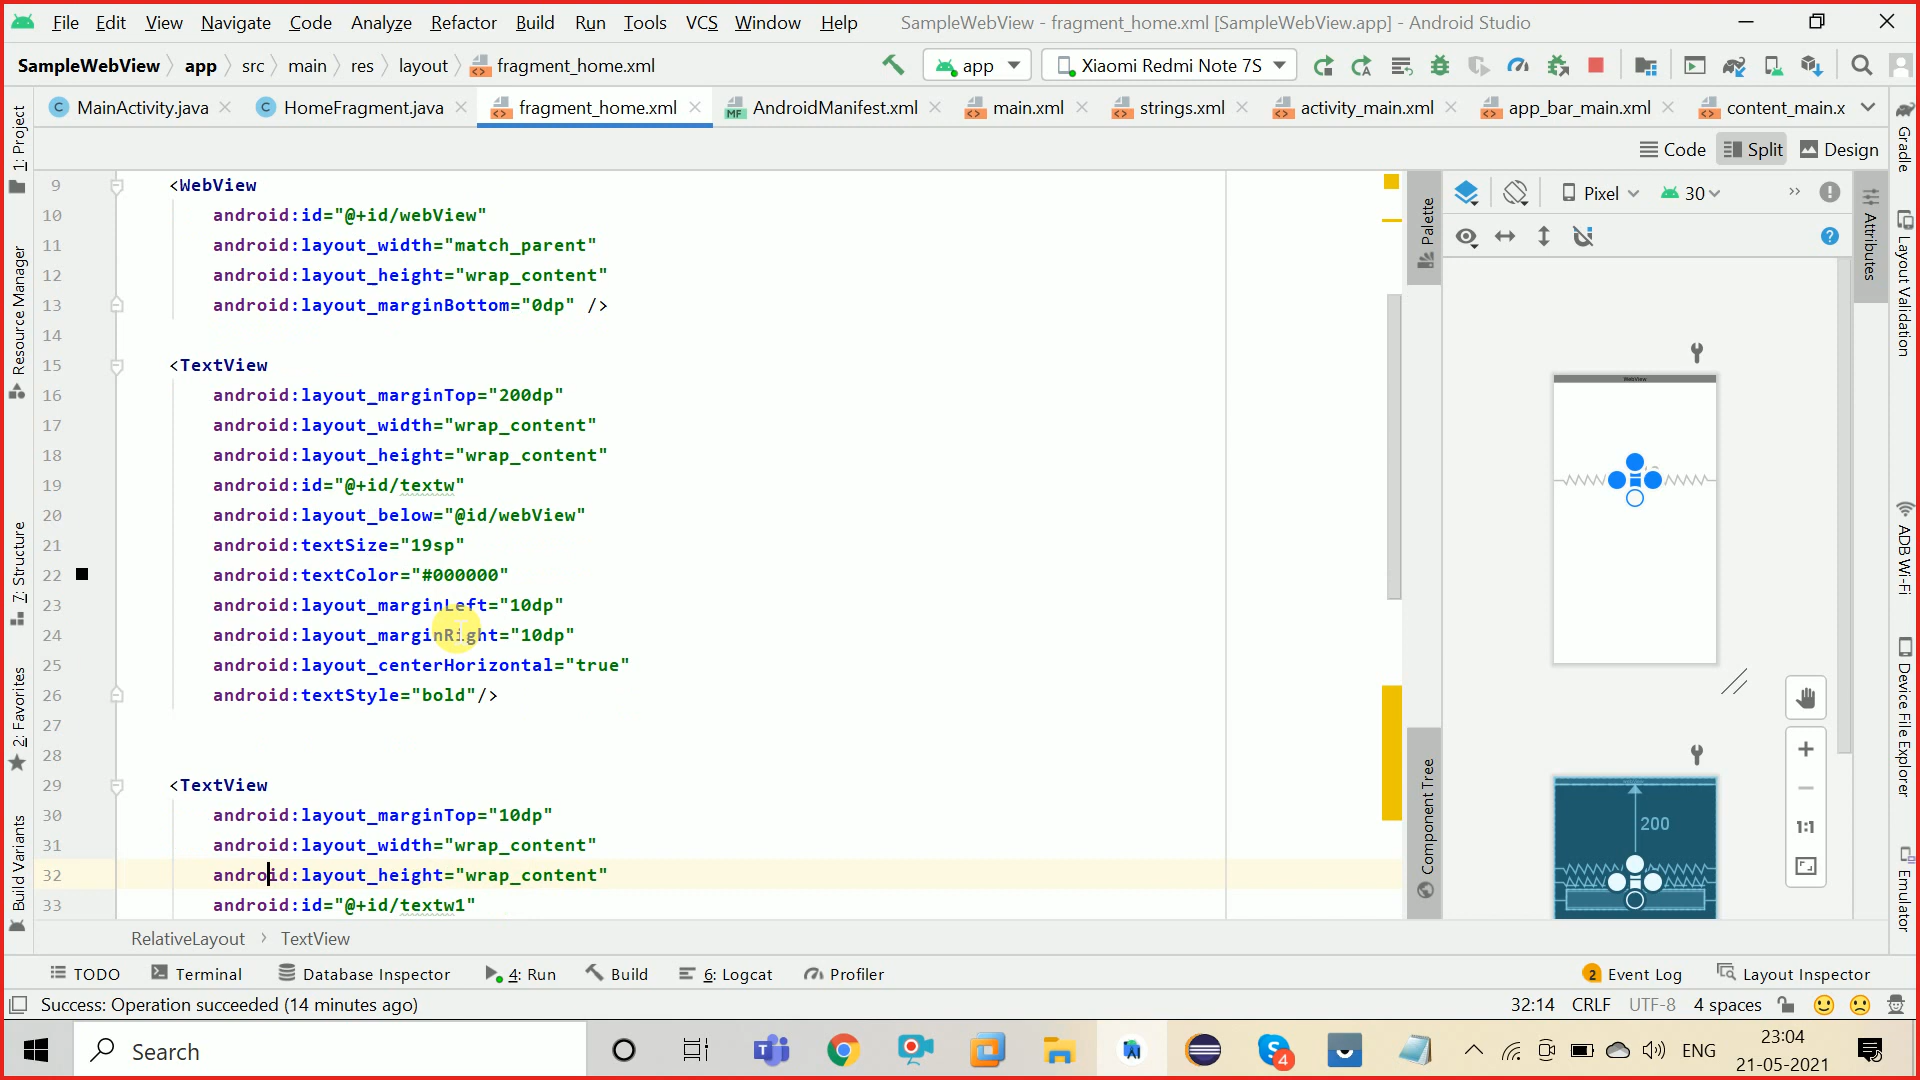 File Edit View Navigate Code Analyze Refactor Build Run Tools VCS Window Help SampleWebView - fragment_home.xml [SampleWebView.app] - Android Studio
SampleWebView app src main res layout fragment_home.xml app Xiaomi Redmi Note 7S
MainActivity.java HomeFragment.java fragment_home.xml AndroidManifest.xml main.xml strings.xml activity_main.xml app_bar_main.xml content_main.x
Code Split Design
Pixel 30
9 <WebView
10 android:id="@+id/webView"
11 android:layout_width="match_parent"
12 android:layout_height="wrap_content"
13 android:layout_marginBottom="0dp" />
14
15 <TextView
16 android:layout_marginTop="200dp"
17 android:layout_width="wrap_content"
18 android:layout_height="wrap_content"
19 android:id="@+id/textw"
20 android:layout_below="@id/webView"
21 android:textSize="19sp"
22 android:textColor="#000000"
23 android:layout_marginLeft="10dp"
24 android:layout_marginRight="10dp"
25 android:layout_centerHorizontal="true"
26 android:textStyle="bold"/>
27
28
29 <TextView
30 android:layout_marginTop="10dp"
31 android:layout_width="wrap_content"
32 android:layout_height="wrap_content"
33 android:id="@+id/textw1"
1: Project
Resource Manager
7: Structure
2: Favorites
Build Variants
Palette
Component Tree
WebView
200
1:1
Attributes
Gradle
Layout Validation
ADB Wi-Fi
Device File Explorer
Emulator
RelativeLayout TextView
TODO Terminal Database Inspector 4: Run Build 6: Logcat Profiler 2 Event Log Layout Inspector
Success: Operation succeeded (14 minutes ago) 32:14 CRLF UTF-8 4 spaces
Search 4 ENG 23:04
21-05-2021